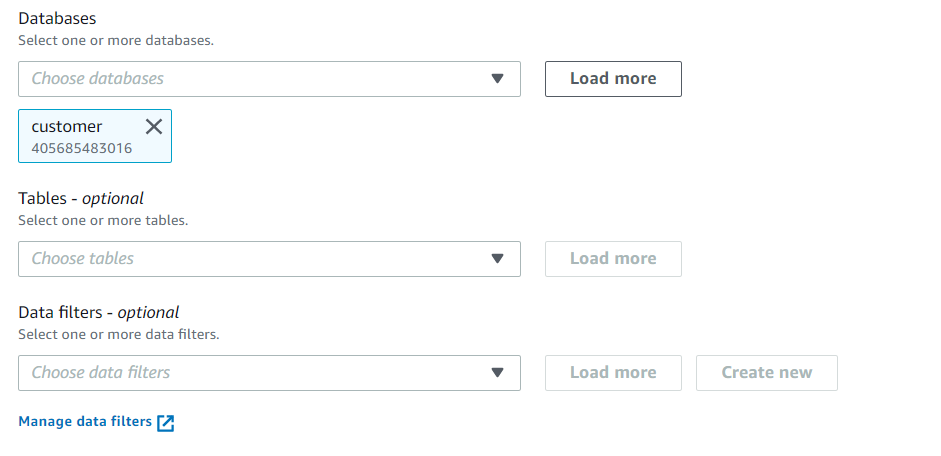 Databases
Select one or more databases.
Choose databases
Load more
customer
405685483016
Tables - optional
Select one or more tables.
Choose tables
Load more
Data filters - optional
Select one or more data filters.
Choose data filters
Load more
Create new
Manage data filters